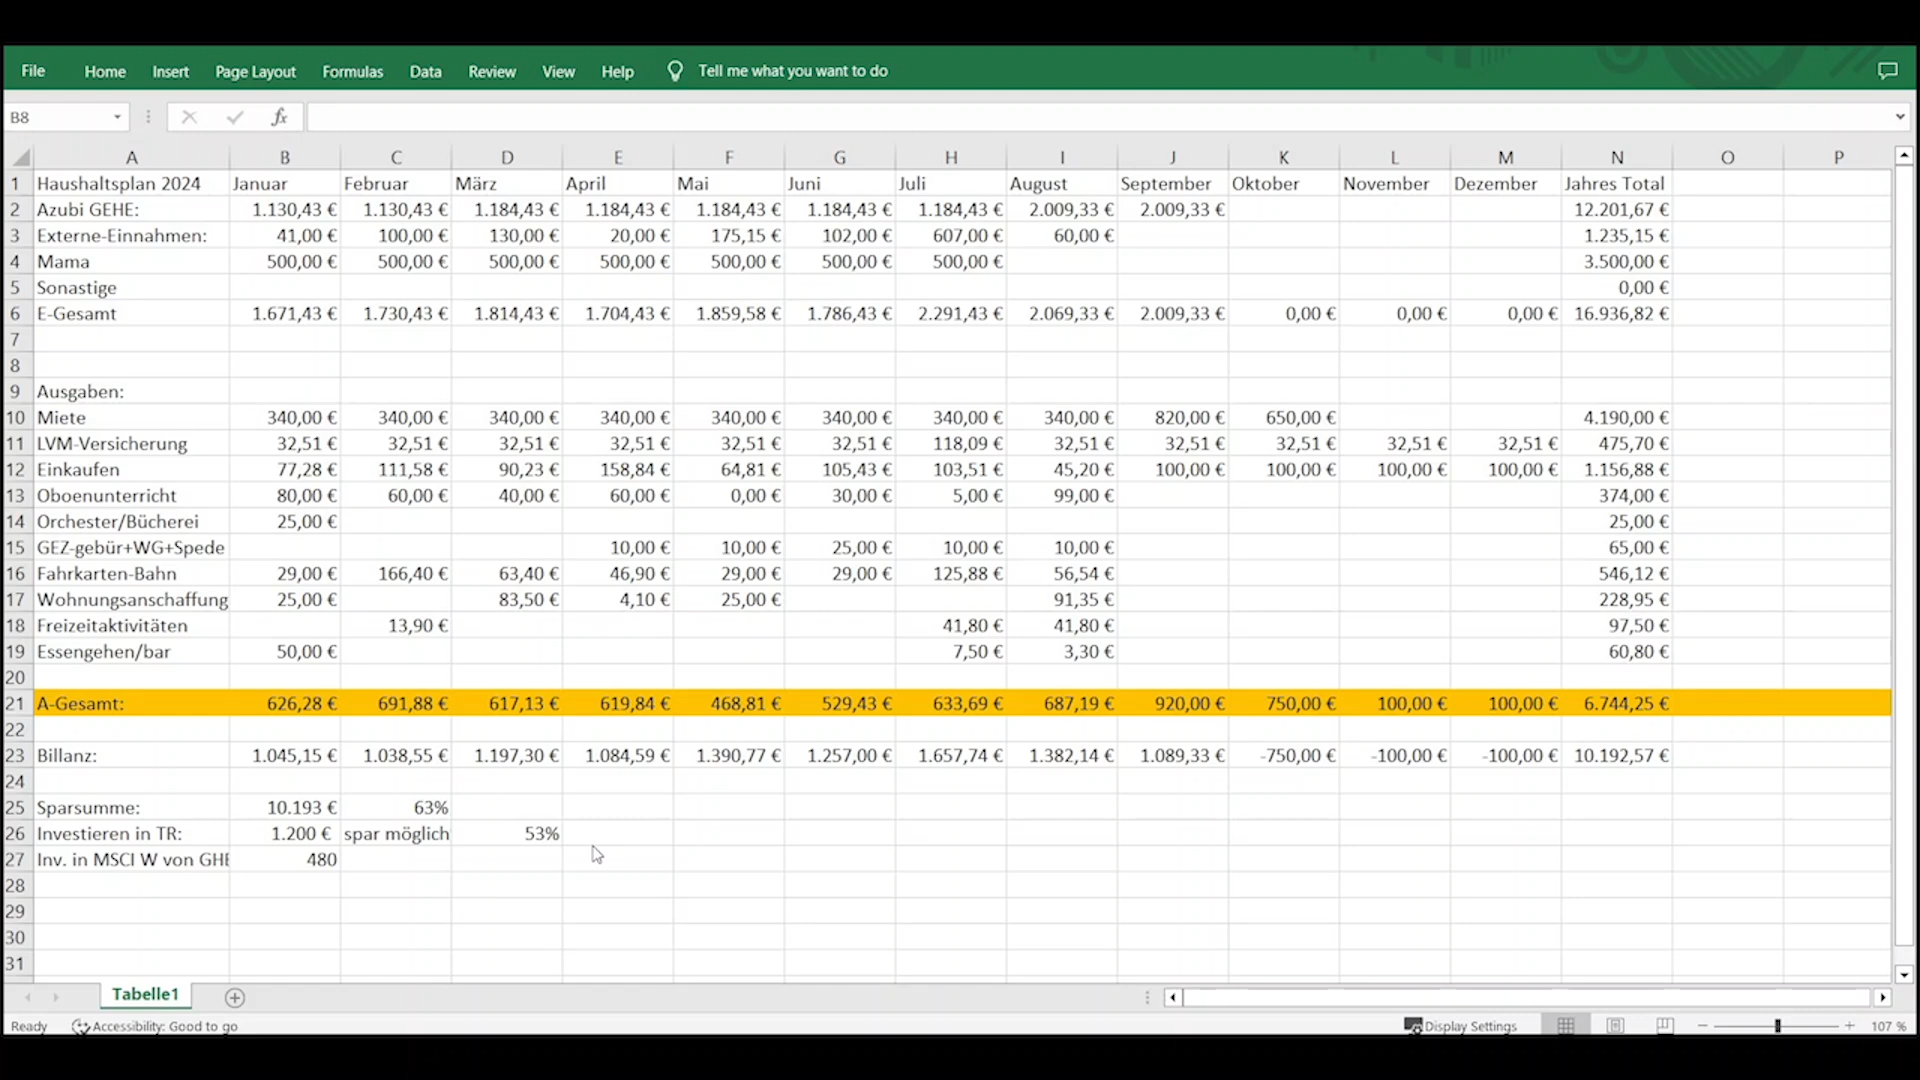 File Home Insert Page Layout Formulas Data Review View Help Tell me what you want to do
B8 fx
A B C D E F G H I J K L M N O P
1 Haushaltsplan 2024 Januar Februar März April Mai Juni Juli August September Oktober November Dezember Jahres Total
2 Azubi GEHE: 1.130,43 € 1.130,43 € 1.184,43 € 1.184,43 € 1.184,43 € 1.184,43 € 1.184,43 € 2.009,33 € 2.009,33 € 12.201,67 €
3 Externe-Einnahmen: 41,00 € 100,00 € 130,00 € 20,00 € 175,15 € 102,00 € 607,00 € 60,00 € 1.235,15 €
4 Mama 500,00 € 500,00 € 500,00 € 500,00 € 500,00 € 500,00 € 500,00 € 3.500,00 €
5 Sonastige 0,00 €
6 E-Gesamt 1.671,43 € 1.730,43 € 1.814,43 € 1.704,43 € 1.859,58 € 1.786,43 € 2.291,43 € 2.069,33 € 2.009,33 € 0,00 € 0,00 € 0,00 € 16.936,82 €
7
8
9 Ausgaben:
10 Miete 340,00 € 340,00 € 340,00 € 340,00 € 340,00 € 340,00 € 340,00 € 340,00 € 820,00 € 650,00 € 4.190,00 €
11 LVM-Versicherung 32,51 € 32,51 € 32,51 € 32,51 € 32,51 € 32,51 € 118,09 € 32,51 € 32,51 € 32,51 € 32,51 € 32,51 € 475,70 €
12 Einkaufen 77,28 € 111,58 € 90,23 € 158,84 € 64,81 € 105,43 € 103,51 € 45,20 € 100,00 € 100,00 € 100,00 € 100,00 € 1.156,88 €
13 Oboenunterricht 80,00 € 60,00 € 40,00 € 60,00 € 0,00 € 30,00 € 5,00 € 99,00 € 374,00 €
14 Orchester/Bücherei 25,00 € 25,00 €
15 GEZ-gebür+WG+Spede 10,00 € 10,00 € 25,00 € 10,00 € 10,00 € 65,00 €
16 Fahrkarten-Bahn 29,00 € 166,40 € 63,40 € 46,90 € 29,00 € 29,00 € 125,88 € 56,54 € 546,12 €
17 Wohnungsanschaffung 25,00 € 83,50 € 4,10 € 25,00 € 91,35 € 228,95 €
18 Freizeitaktivitäten 13,90 € 41,80 € 41,80 € 97,50 €
19 Essengehen/bar 50,00 € 7,50 € 3,30 € 60,80 €
20
21 A-Gesamt: 626,28 € 691,88 € 617,13 € 619,84 € 468,81 € 529,43 € 633,69 € 687,19 € 920,00 € 750,00 € 100,00 € 100,00 € 6.744,25 €
22
23 Billanz: 1.045,15 € 1.038,55 € 1.197,30 € 1.084,59 € 1.390,77 € 1.257,00 € 1.657,74 € 1.382,14 € 1.089,33 € -750,00 € -100,00 € -100,00 € 10.192,57 €
24
25 Sparsumme: 10.193 € 63%
26 Investieren in TR: 1.200 € spar möglich 53%
27 Inv. in MSCI W von GHE 480
28
29
30
31
Tabelle1
Ready Accessibility: Good to go Display Settings 107 %